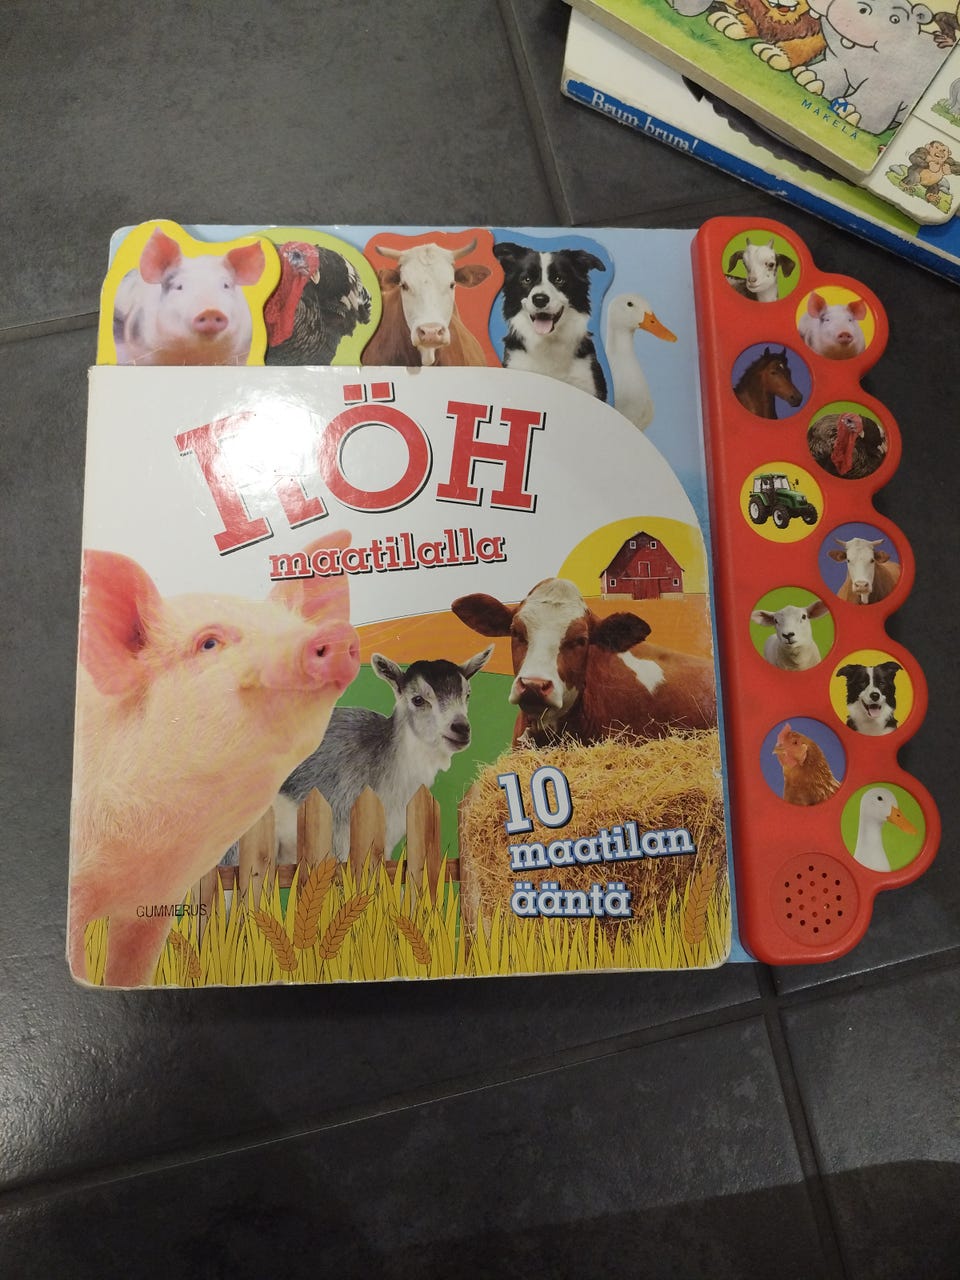 MÄKELÄ
Brum, brum!
RÖH
maatilalla
10
maatilan
ääntä
GUMMERUS